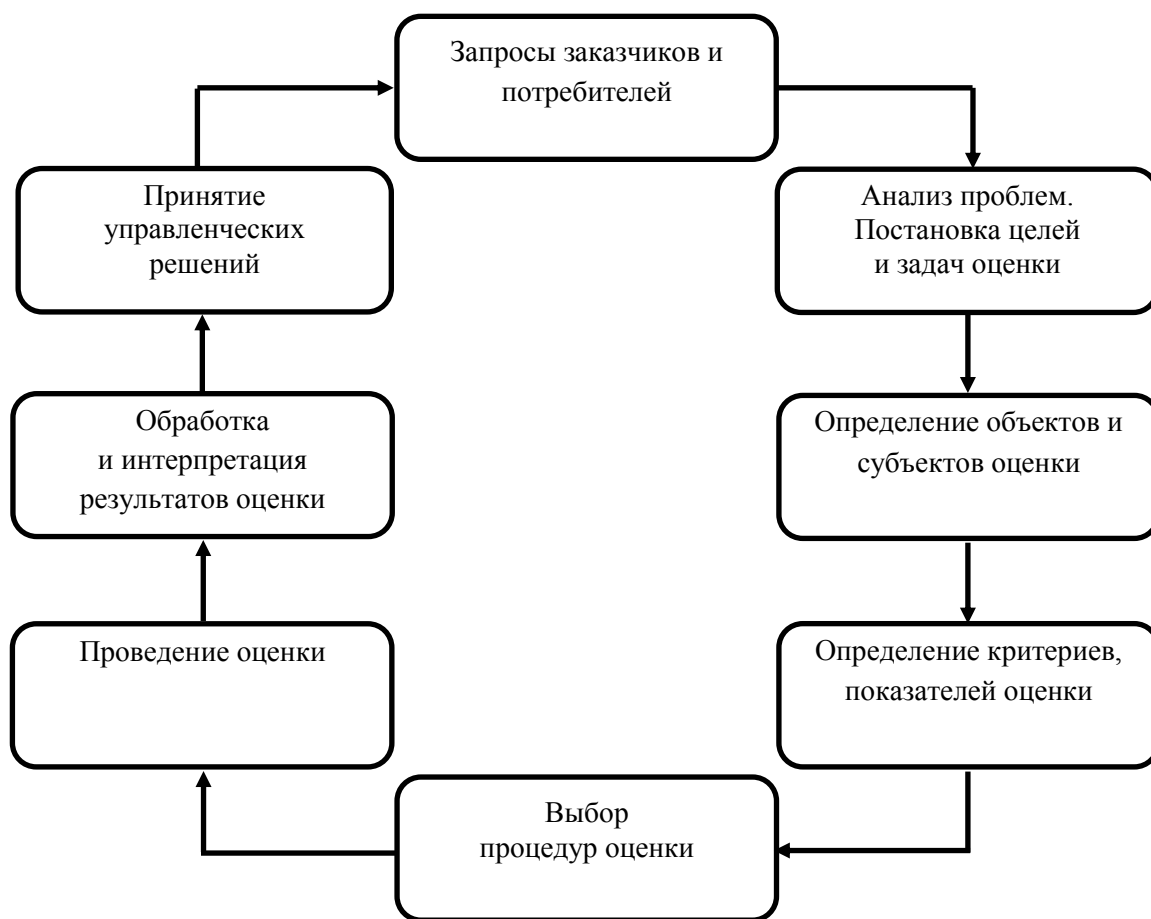 Запросы заказчиков и
потребителей
Анализ проблем.
Постановка целей
и задач оценки
Определение объектов и
субъектов оценки
Определение критериев,
показателей оценки
Выбор
процедур оценки
Проведение оценки
Обработка
и интерпретация
результатов оценки
Принятие
управленческих
решений